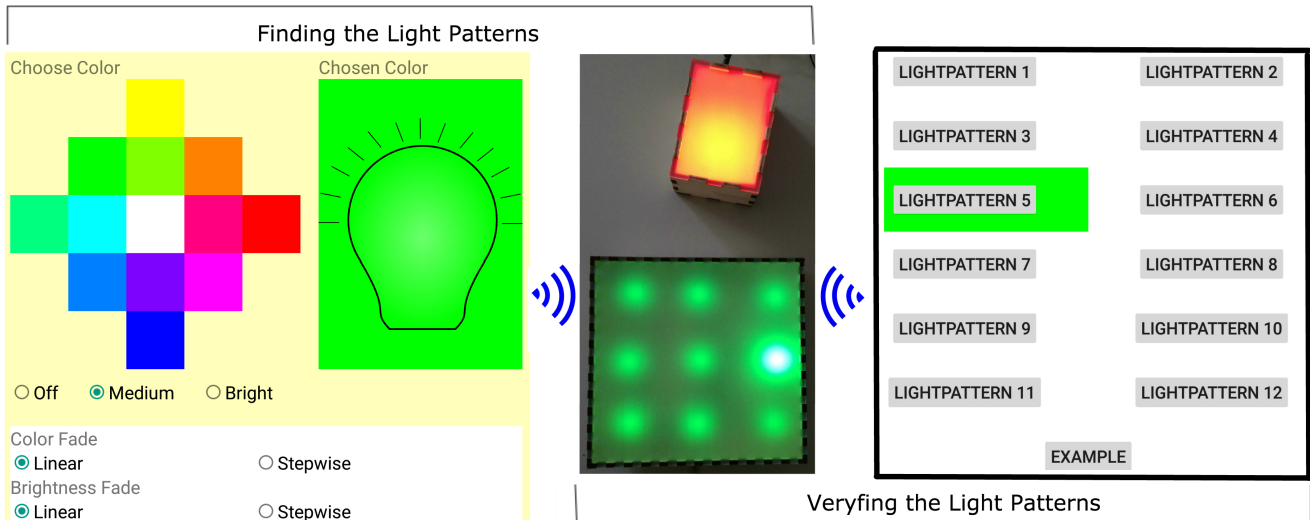 Finding the Light Patterns
Choose Color
Chosen Color
Off
Medium
Bright
Color Fade
Linear
Stepwise
Brightness Fade
Linear
Stepwise
LIGHTPATTERN 1
LIGHTPATTERN 2
LIGHTPATTERN 3
LIGHTPATTERN 4
LIGHTPATTERN 5
LIGHTPATTERN 6
LIGHTPATTERN 7
LIGHTPATTERN 8
LIGHTPATTERN 9
LIGHTPATTERN 10
LIGHTPATTERN 11
LIGHTPATTERN 12
EXAMPLE
Veryfing the Light Patterns